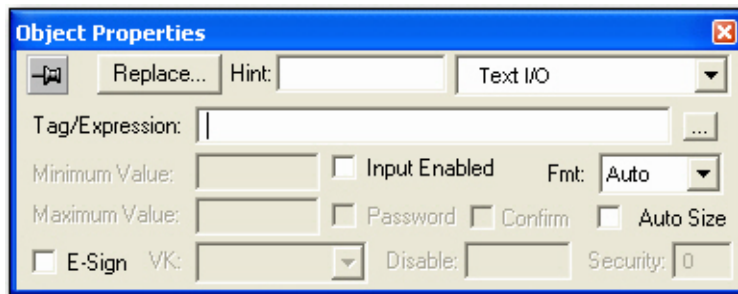 Object Properties
Replace... Hint: Text I/O
Tag/Expression: ...
Minimum Value: Input Enabled Fmt: Auto
Maximum Value: Password Confirm Auto Size
E-Sign VK: Disable: Security: 0